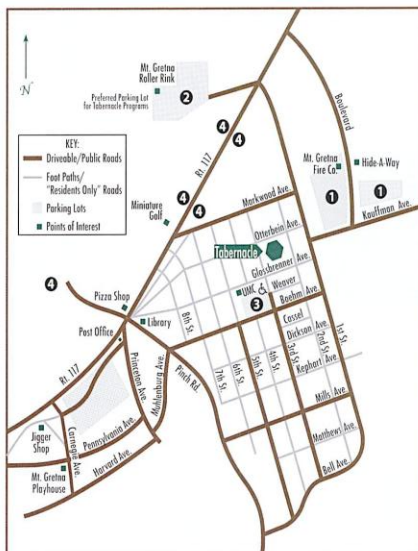 N
Mt. Gretna
Roller Rink
Preferred Parking Lot
for Tabernacle Programs
2
Boulevard
4
4
Rt. 117
KEY:
Driveable/Public Roads
Foot Paths/
"Residents Only" Roads
Parking Lots
Points of Interest
Mt. Gretna
Fire Co.
Hide-A-Way
1
1
Kauffman Ave.
4
4
Miniature
Golf
Markwood Ave.
Otterbein Ave.
Tabernacle
Glossbrenner Ave.
UMC
Weaver
3
Boehm Ave.
4
Pizza Shop
Library
Post Office
8th St.
7th St.
6th St.
5th St.
4th St.
3rd St.
2nd St.
1st St.
Cassel
Dickson Ave.
Kephart Ave.
Rt. 117
Princeton Ave.
Muhlenburg Ave.
Pinch Rd.
Mills Ave.
Jigger
Shop
Carnegie Ave.
Pennsylvania Ave.
Harvard Ave.
Matthews Ave.
Bell Ave.
Mt. Gretna
Playhouse